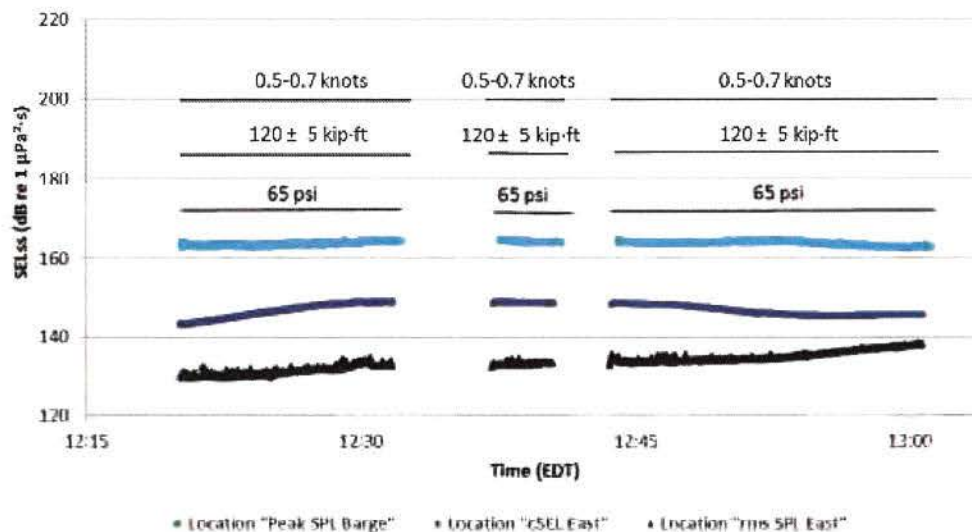 220
0.5-0.7 knots 0.5-0.7 knots 0.5-0.7 knots
200
120 ± 5 kip·ft 120 ± 5 kip·ft 120 ± 5 kip·ft
180
65 psi 65 psi 65 psi
160
140
120
SELss (dB re 1 µPa²·s)
12:15 12:30 12:45 13:00
Time (EDT)
Location "Peak SPL Barge" Location "cSEL East" Location "rms SPL East"